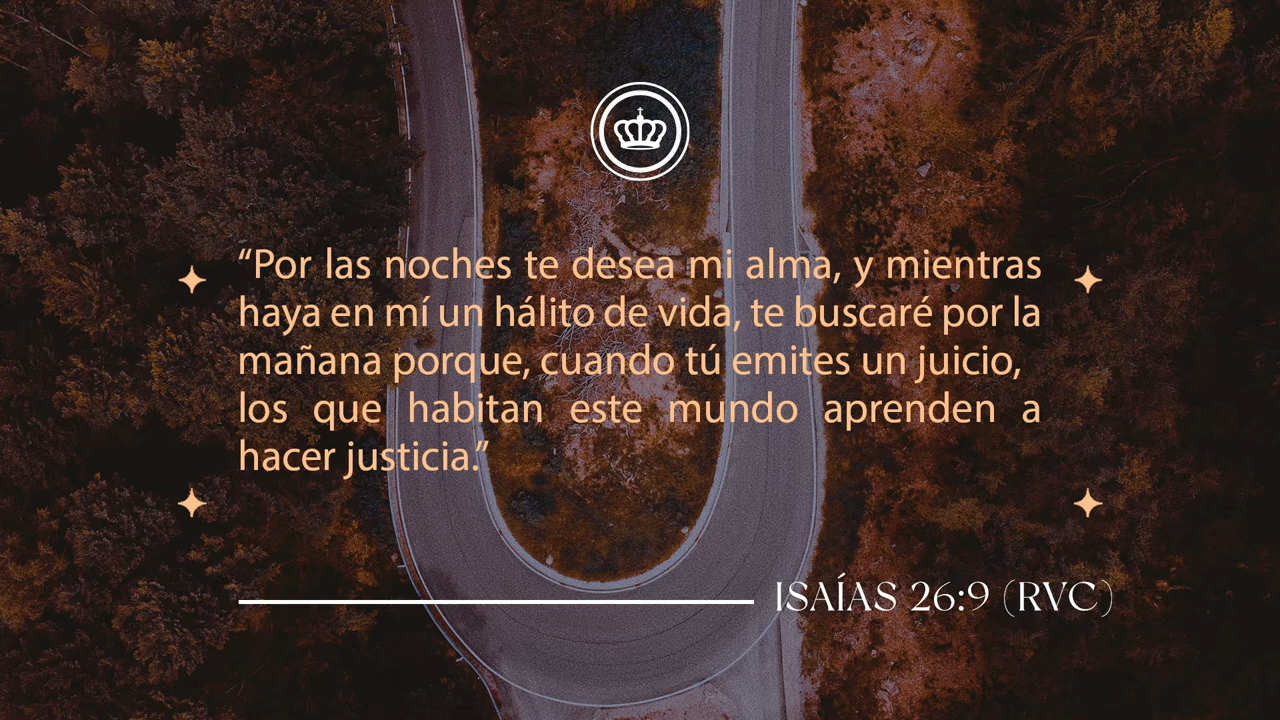 “Por las noches te desea mi alma, y mientras
haya en mí un hálito de vida, te buscaré por la
mañana porque, cuando tú emites un juicio,
los que habitan este mundo aprenden a
hacer justicia.”
ISAÍAS 26:9 (RVC)